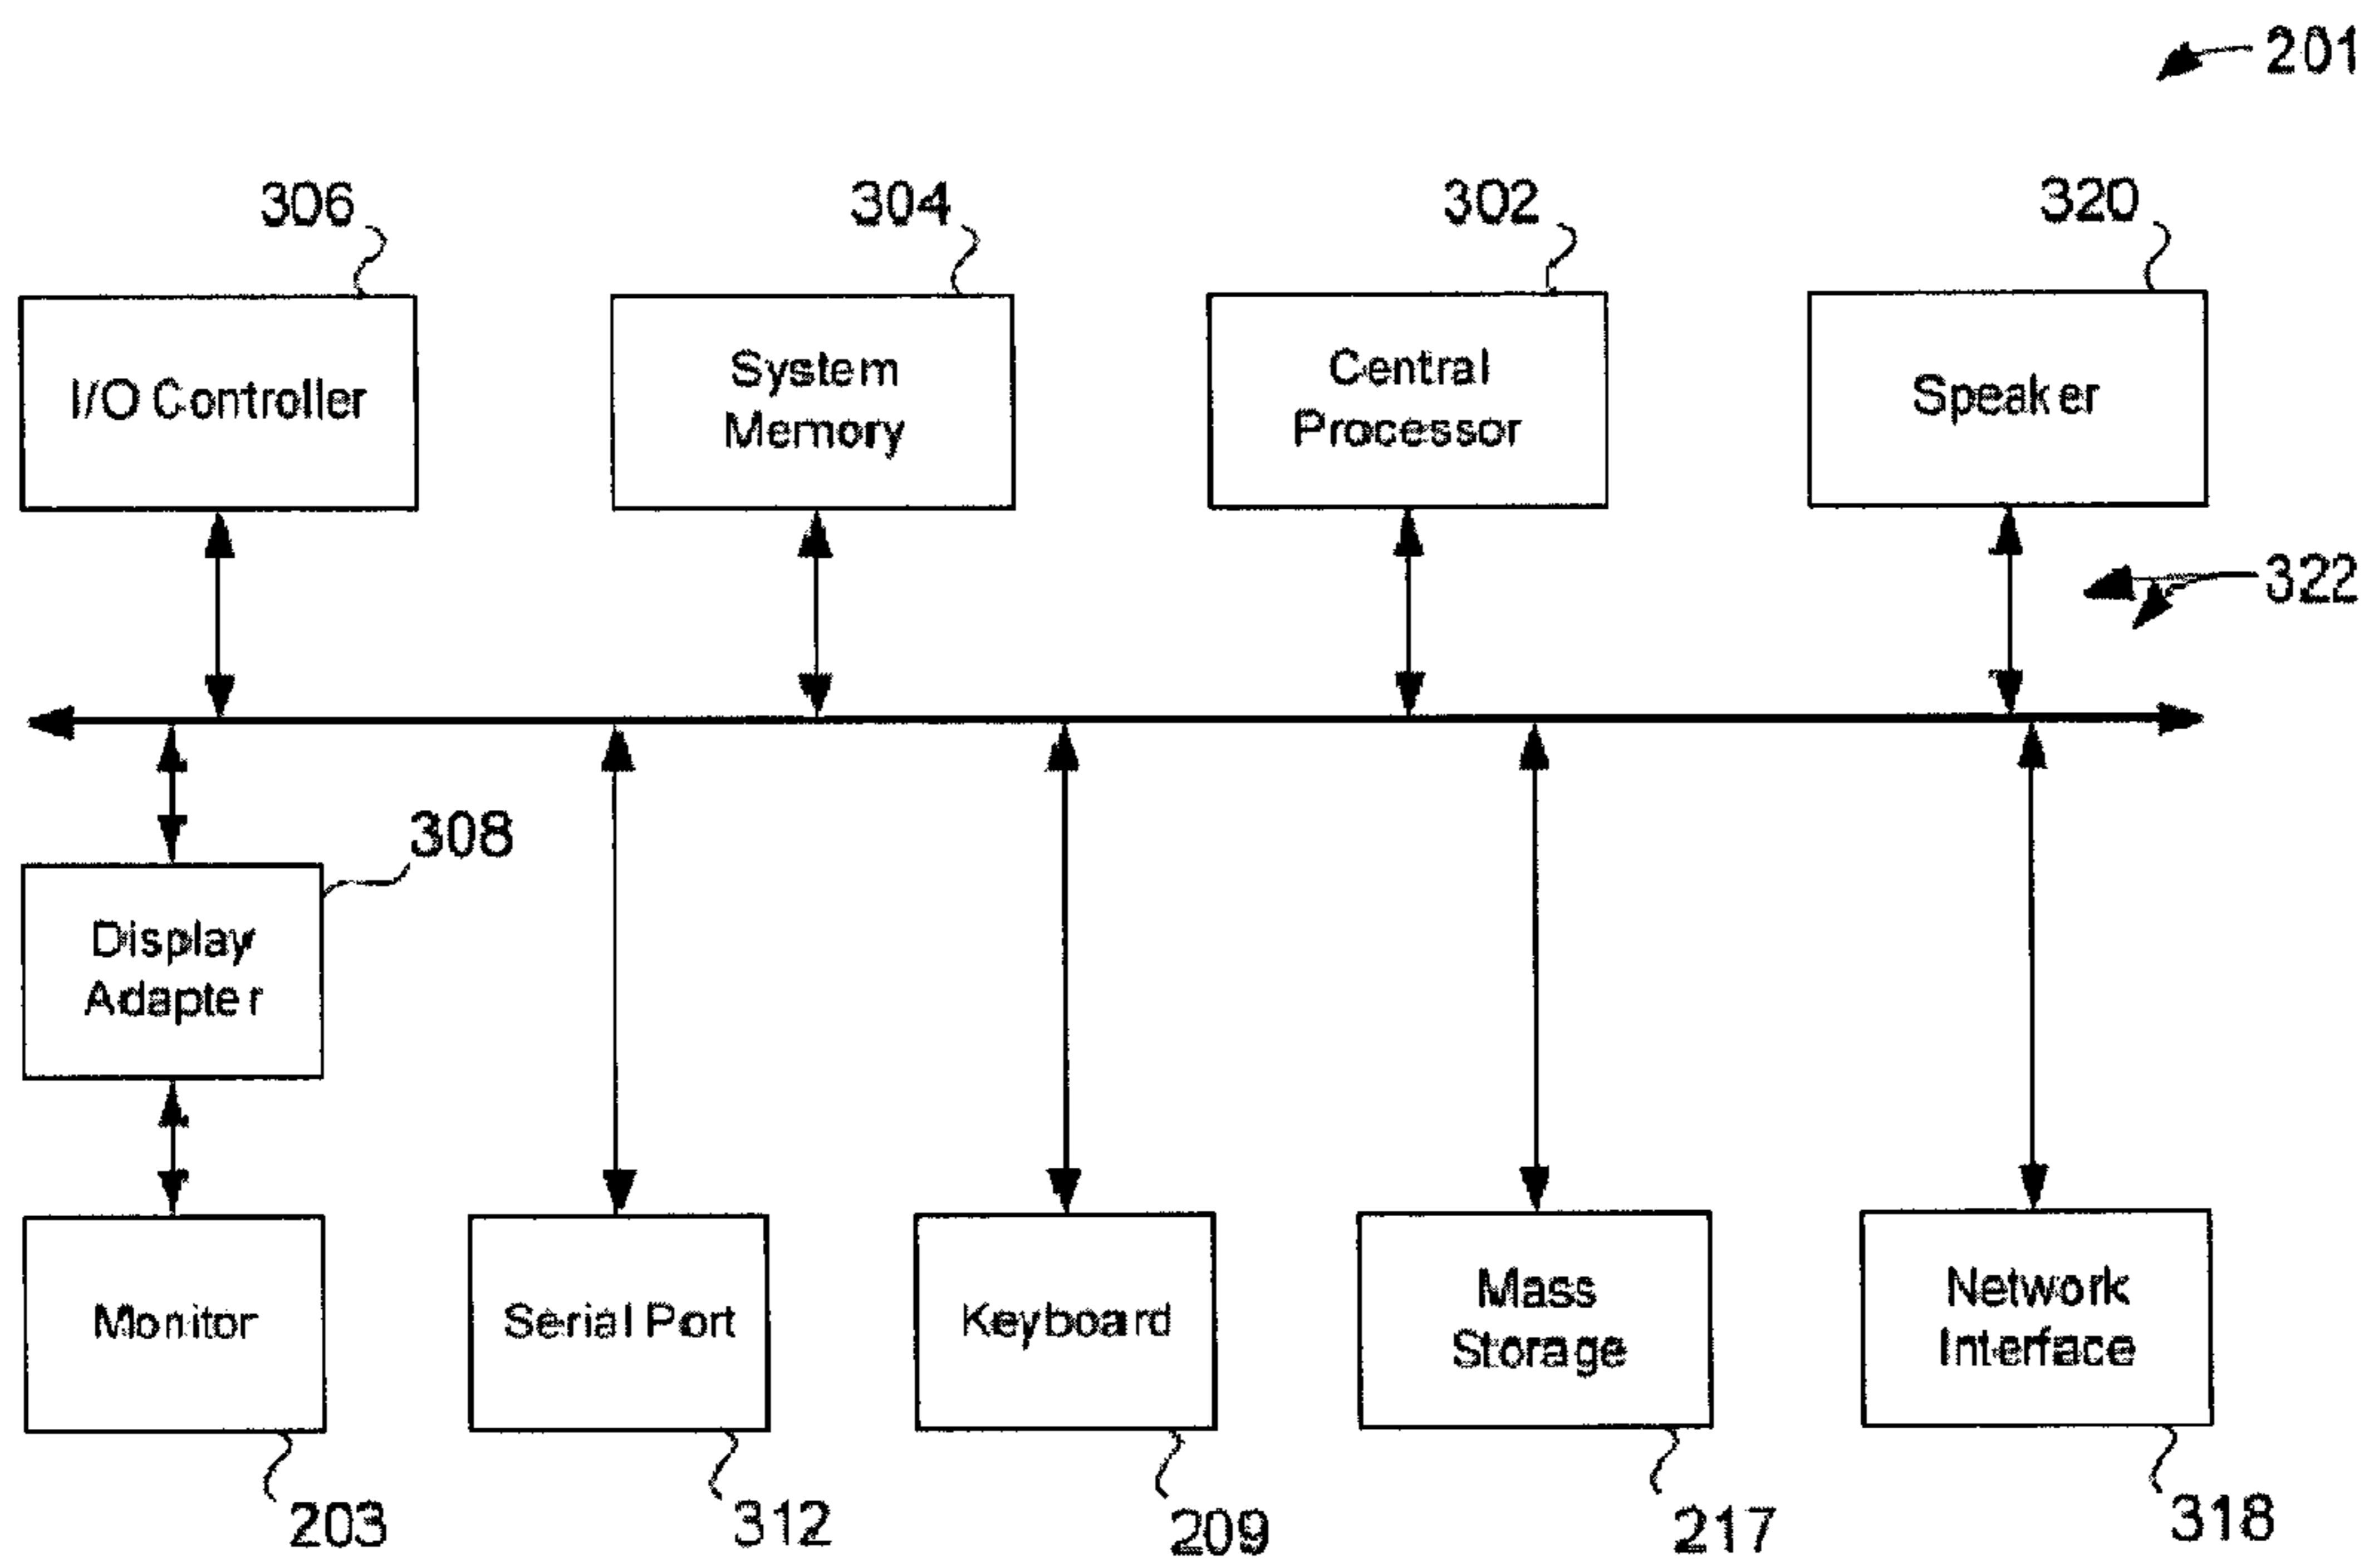 201
306
304
302
320
I/O Controller
System
Memory
Central
Processor
Speaker
322
308
Display
Adapter
Monitor
Serial Port
Keyboard
Mass
Storage
Network
Interface
203
312
209
217
318